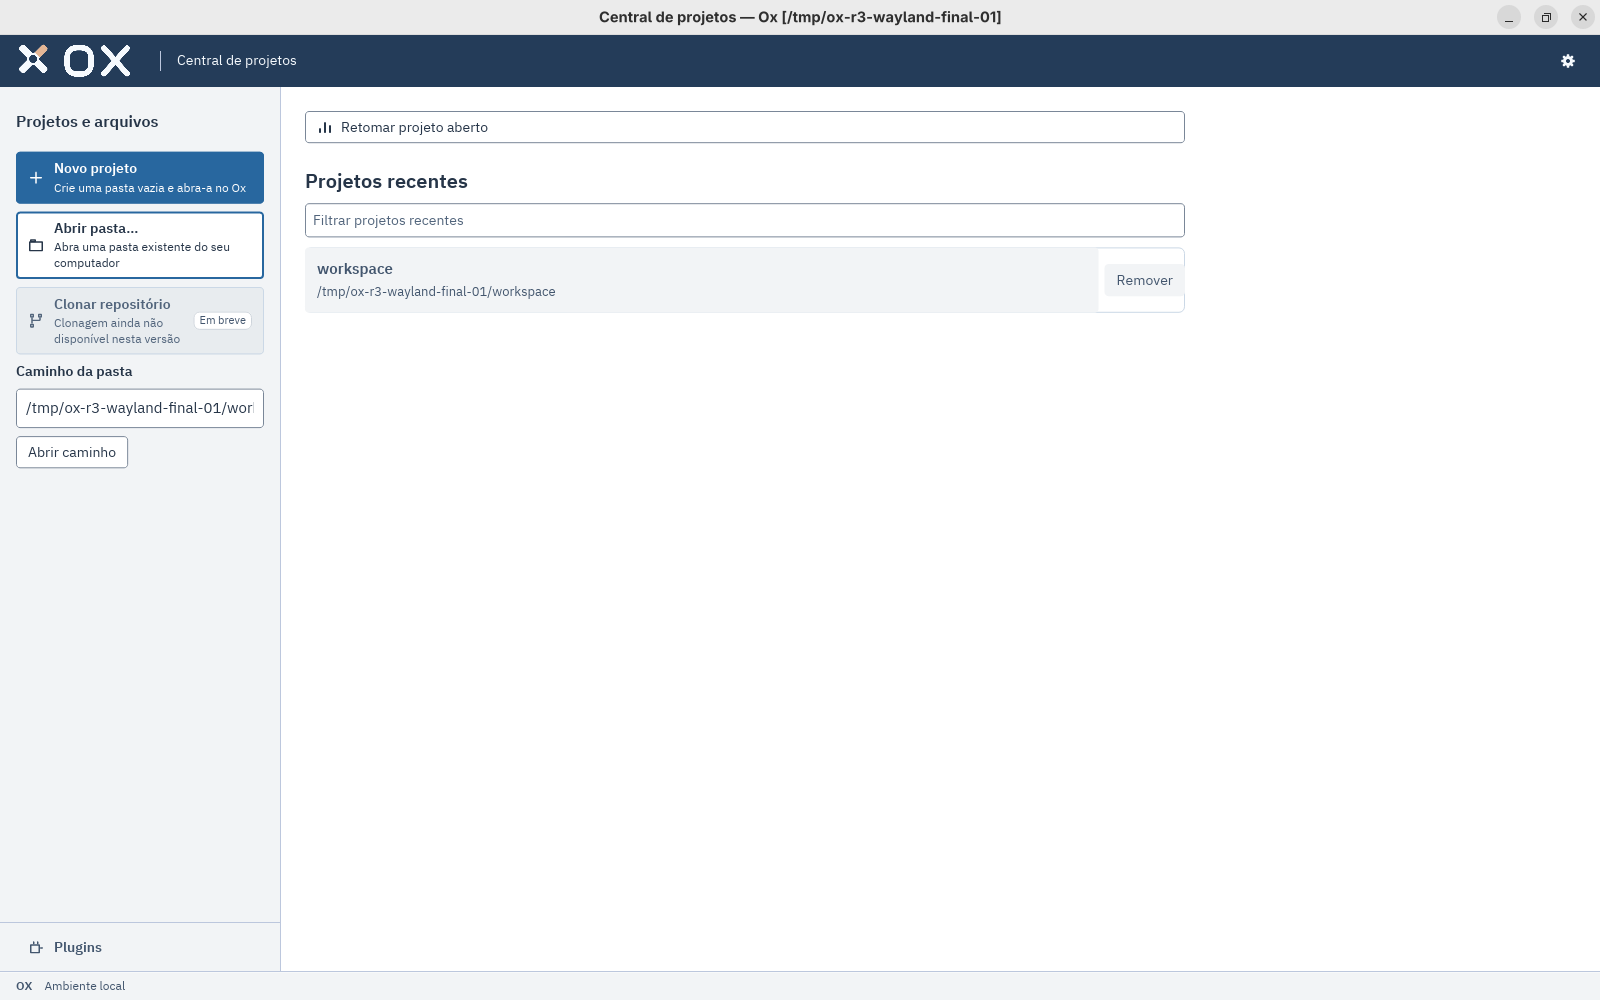 Central de projetos — Ox [/tmp/ox-r3-wayland-final-01]
OX
Central de projetos
Projetos e arquivos
Novo projeto
Crie uma pasta vazia e abra-a no Ox
Abrir pasta...
Abra uma pasta existente do seu
computador
Clonar repositório
Clonagem ainda não
disponível nesta versão
Em breve
Caminho da pasta
/tmp/ox-r3-wayland-final-01/wor
Abrir caminho
Retomar projeto aberto
Projetos recentes
Filtrar projetos recentes
workspace
/tmp/ox-r3-wayland-final-01/workspace
Remover
Plugins
OX Ambiente local